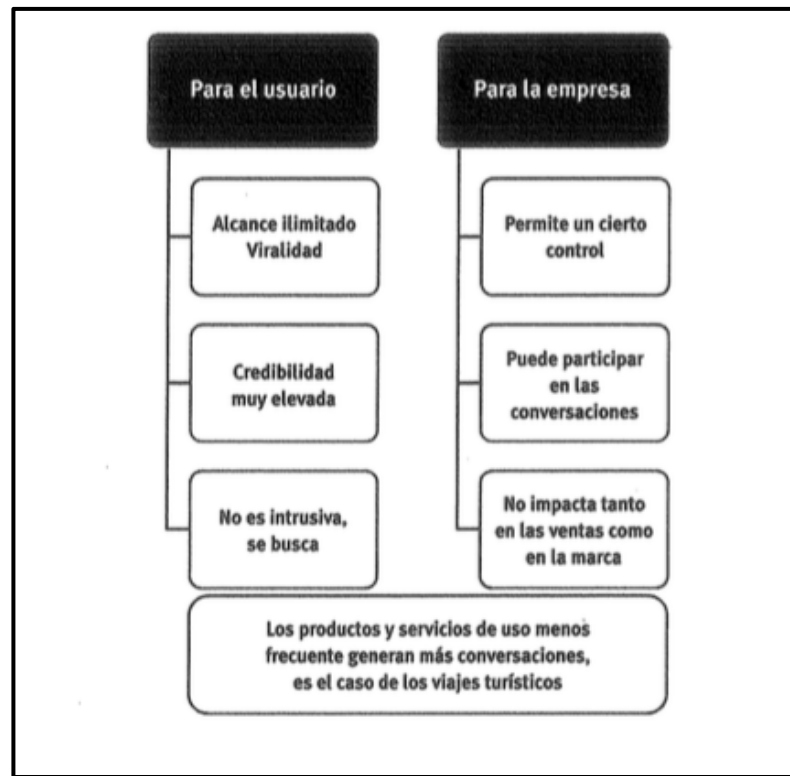 Para el usuario
Alcance ilimitado
Viralidad
Credibilidad
muy elevada
No es intrusiva,
se busca
Para la empresa
Permite un cierto
control
Puede participar
en las
conversaciones
No impacta tanto
en las ventas como
en la marca
Los productos y servicios de uso menos
frecuente generan más conversaciones,
es el caso de los viajes turísticos